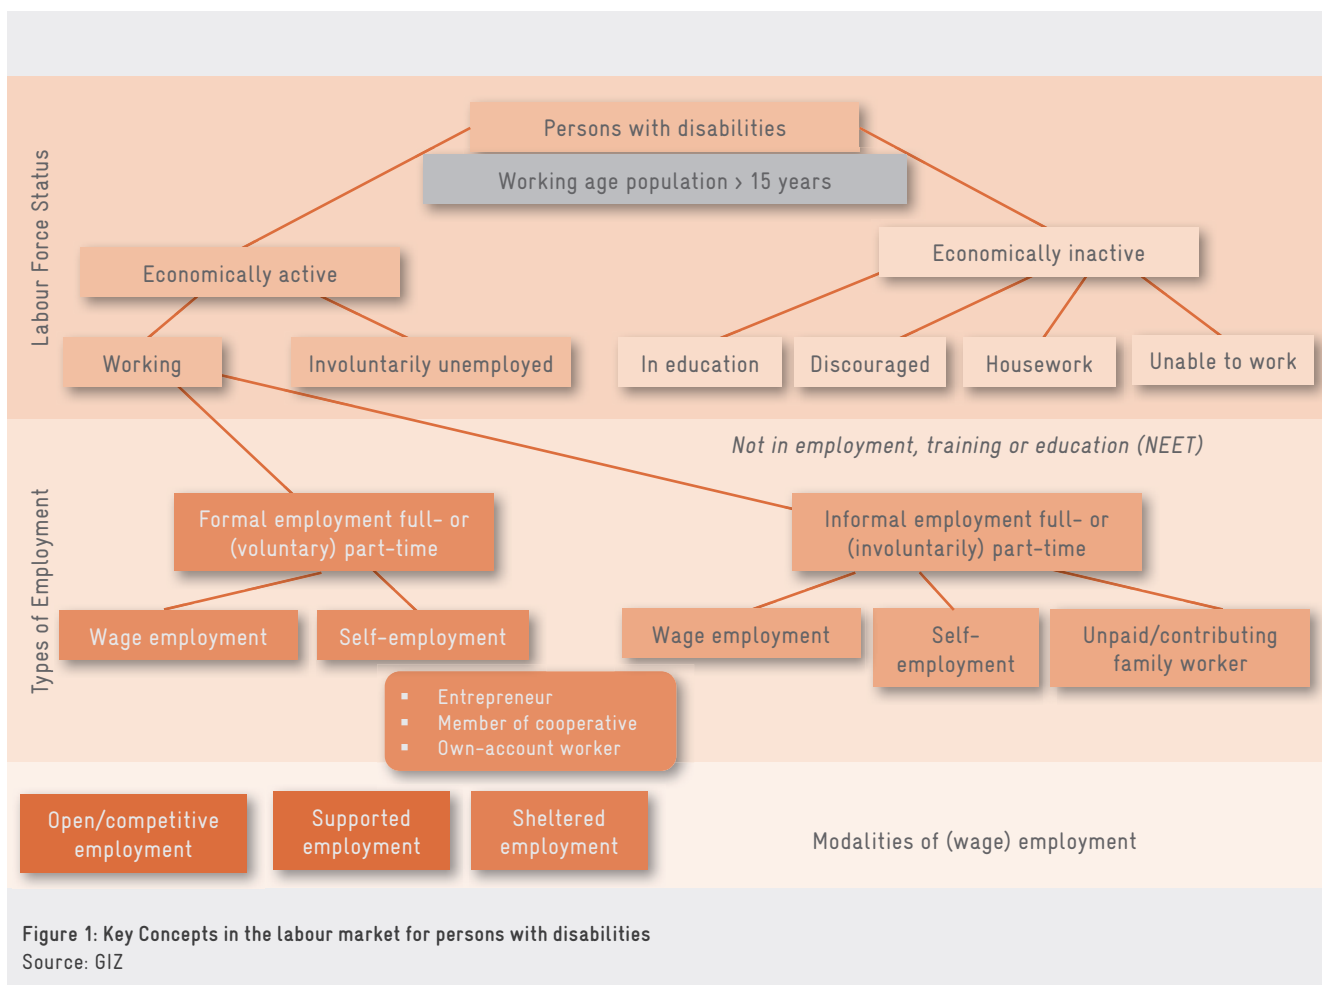 Labour Force Status
Persons with disabilities
Working age population > 15 years
Economically active
Economically inactive
Working
Involuntarily unemployed
In education
Discouraged
Housework
Unable to work
Not in employment, training or education (NEET)
Types of Employment
Formal employment full- or
(voluntary) part-time
Informal employment full- or
(involuntarily) part-time
Wage employment
Self-employment
Wage employment
Self-
employment
Unpaid/contributing
family worker
▪ Entrepreneur
▪ Member of cooperative
▪ Own-account worker
Open/competitive
employment
Supported
employment
Sheltered
employment
Modalities of (wage) employment
Figure 1: Key Concepts in the labour market for persons with disabilities
Source: GIZ